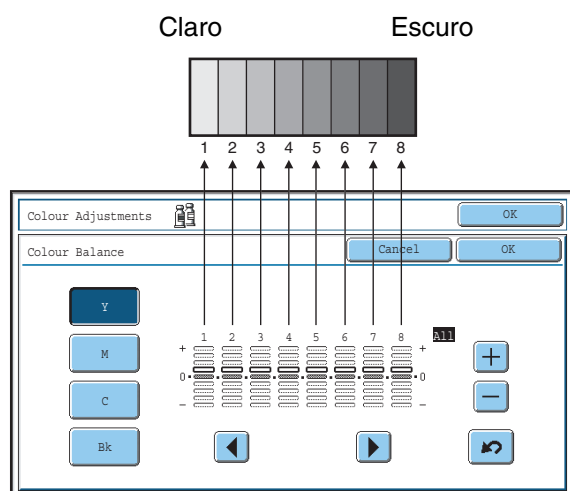 Claro Escuro
1 2 3 4 5 6 7 8
Colour Adjustments OK
Colour Balance Cancel OK
Y
1 2 3 4 5 6 7 8 All
+ +
M
0 0
C
− −
Bk